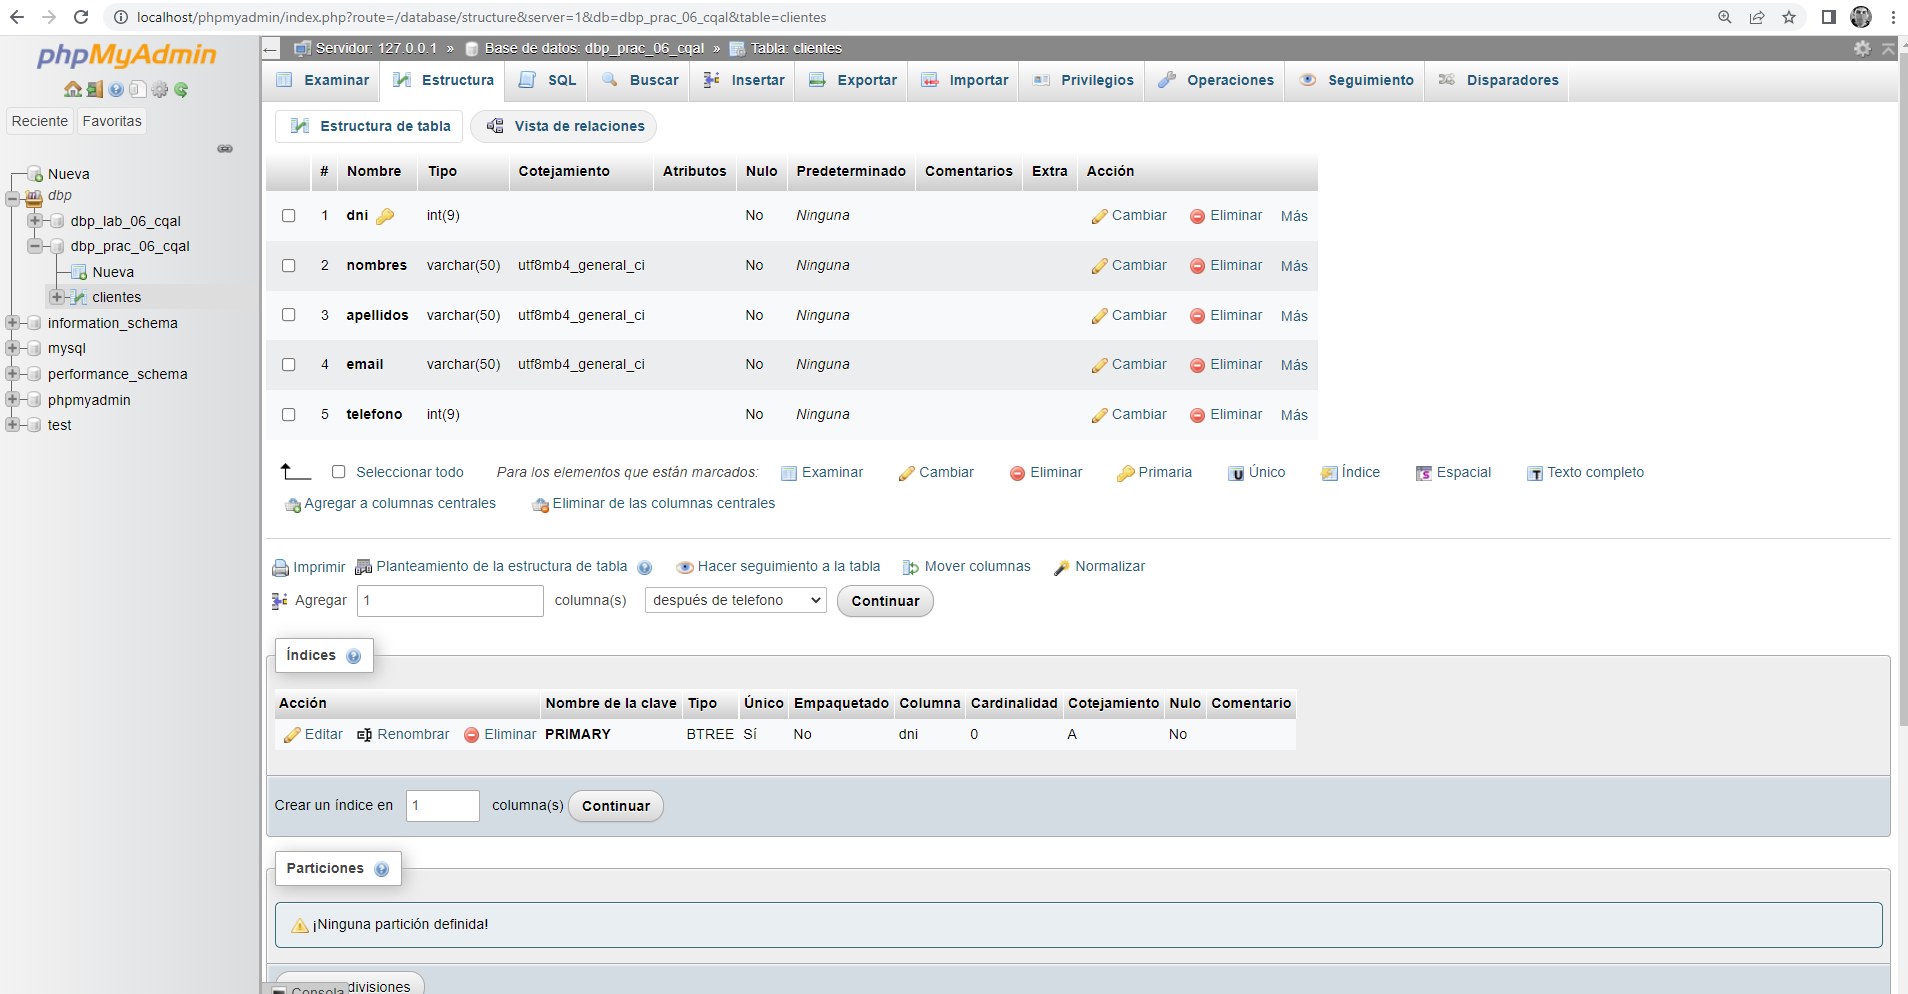 localhost/phpmyadmin/index.php?route=/database/structure&server=1&db=dbp_prac_06_cqal&table=clientes
phpMyAdmin
Reciente Favoritas
Nueva
dbp
dbp_lab_06_cqal
dbp_prac_06_cqal
Nueva
clientes
information_schema
mysql
performance_schema
phpmyadmin
test
Servidor: 127.0.0.1 » Base de datos: dbp_prac_06_cqal » Tabla: clientes
Examinar Estructura SQL Buscar Insertar Exportar Importar Privilegios Operaciones Seguimiento Disparadores
Estructura de tabla Vista de relaciones
# Nombre Tipo Cotejamiento Atributos Nulo Predeterminado Comentarios Extra Acción
1 dni int(9) No Ninguna Cambiar Eliminar Más
2 nombres varchar(50) utf8mb4_general_ci No Ninguna Cambiar Eliminar Más
3 apellidos varchar(50) utf8mb4_general_ci No Ninguna Cambiar Eliminar Más
4 email varchar(50) utf8mb4_general_ci No Ninguna Cambiar Eliminar Más
5 telefono int(9) No Ninguna Cambiar Eliminar Más
Seleccionar todo Para los elementos que están marcados: Examinar Cambiar Eliminar Primaria Único Índice Espacial Texto completo
Agregar a columnas centrales Eliminar de las columnas centrales
Imprimir Planteamiento de la estructura de tabla Hacer seguimiento a la tabla Mover columnas Normalizar
Agregar 1 columna(s) después de telefono Continuar
Índices
Acción Nombre de la clave Tipo Único Empaquetado Columna Cardinalidad Cotejamiento Nulo Comentario
Editar Renombrar Eliminar PRIMARY BTREE Sí No dni 0 A No
Crear un índice en 1 columna(s) Continuar
Particiones
¡Ninguna partición definida!
Consola divisiones